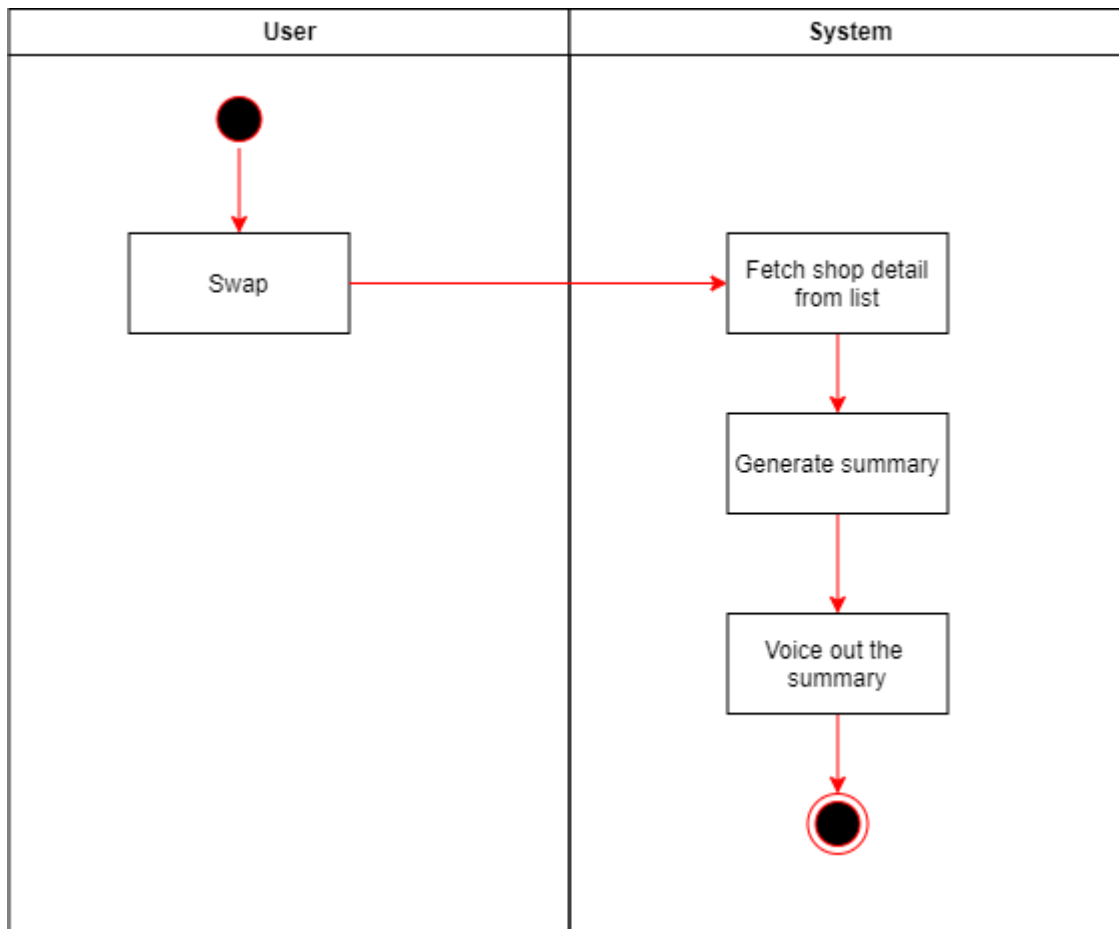 User
System
Swap
Fetch shop detail
from list
Generate summary
Voice out the
summary